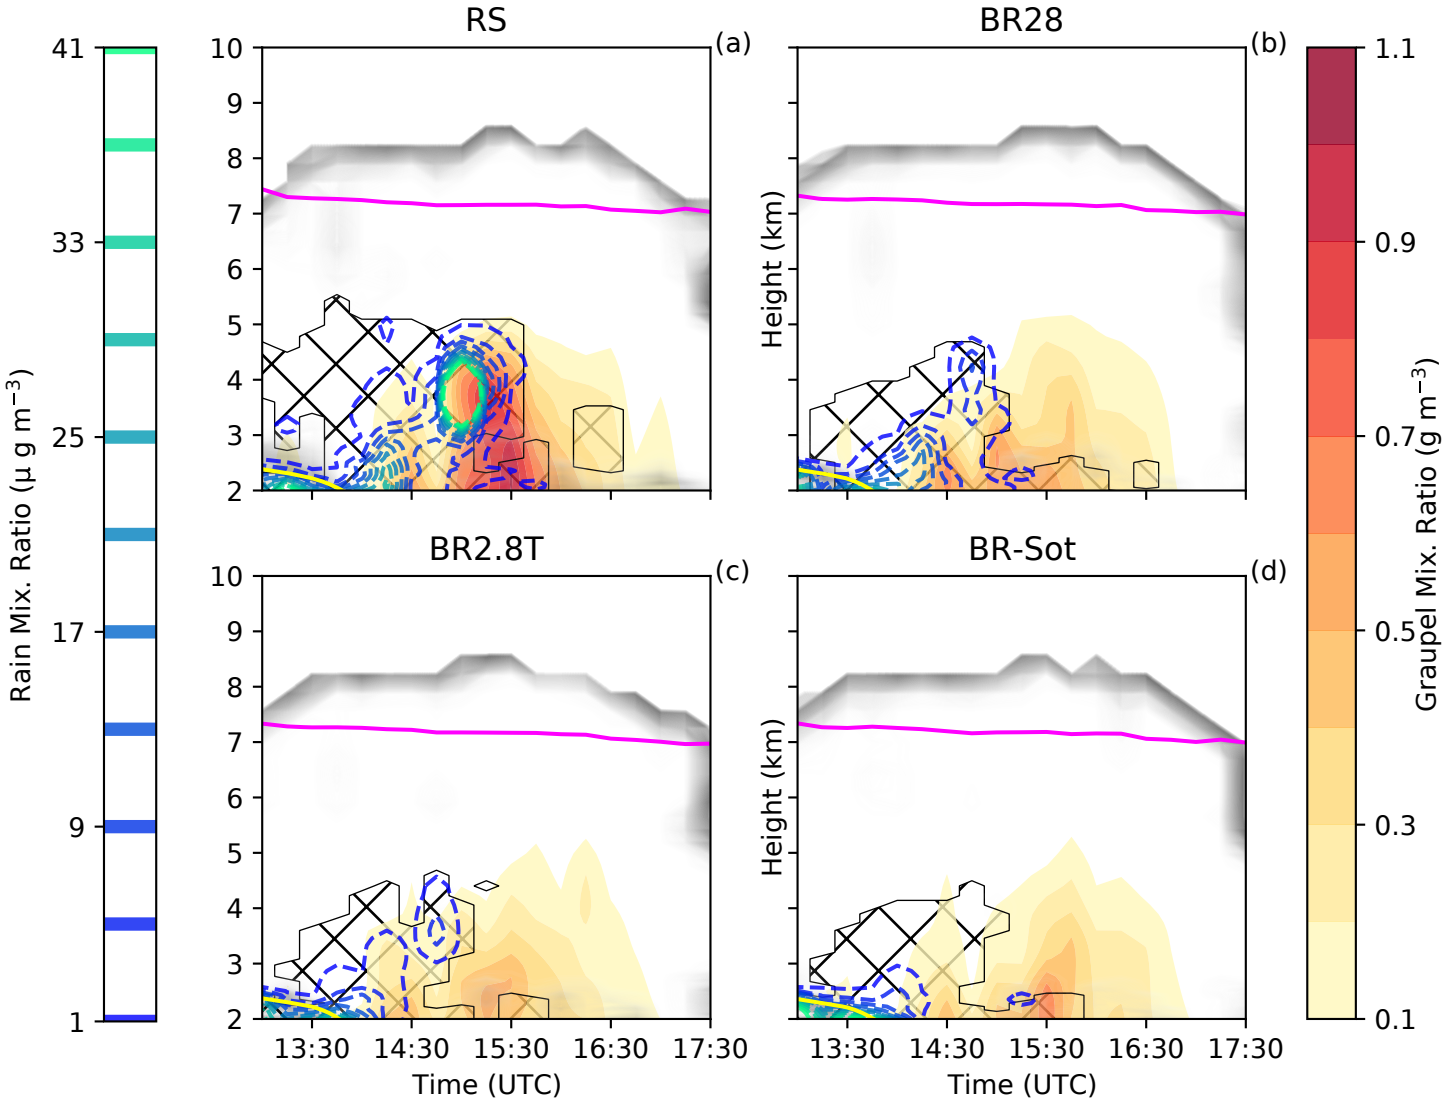 RS
(a)
BR28
(b)
41
33
25
17
9
1
Rain Mix. Ratio (μ g m⁻³)
10
9
8
7
6
5
4
3
2
Height (km)
1.1
0.9
0.7
0.5
0.3
0.1
Graupel Mix. Ratio (g m⁻³)
BR2.8T
(c)
BR-Sot
(d)
10
9
8
7
6
5
4
3
2
Height (km)
13:30 14:30 15:30 16:30 17:30
Time (UTC)
13:30 14:30 15:30 16:30 17:30
Time (UTC)